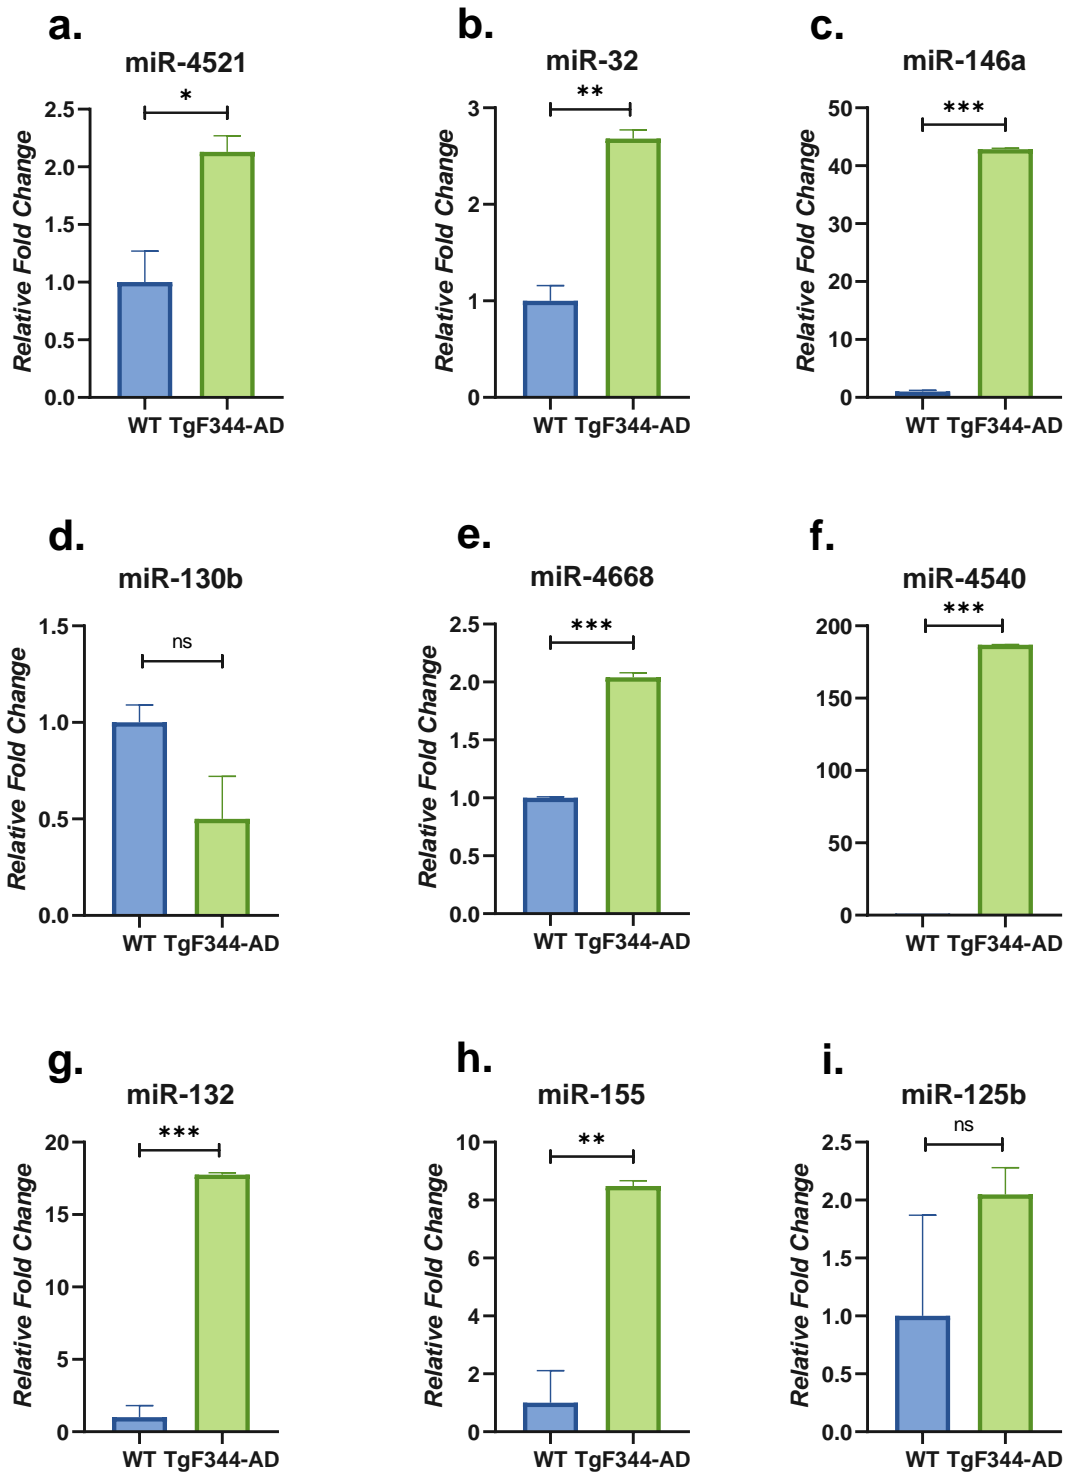 a.
miR-4521
*
Relative Fold Change
2.5
2.0
1.5
1.0
0.5
0.0
WT TgF344-AD
b.
miR-32
**
Relative Fold Change
3
2
1
0
WT TgF344-AD
c.
miR-146a
***
Relative Fold Change
50
40
30
20
10
0
WT TgF344-AD
d.
miR-130b
ns
Relative Fold Change
1.5
1.0
0.5
0.0
WT TgF344-AD
e.
miR-4668
***
Relative Fold Change
2.5
2.0
1.5
1.0
0.5
0.0
WT TgF344-AD
f.
miR-4540
***
Relative Fold Change
200
150
100
50
0
WT TgF344-AD
g.
miR-132
***
Relative Fold Change
20
15
10
5
0
WT TgF344-AD
h.
miR-155
**
Relative Fold Change
10
8
6
4
2
0
WT TgF344-AD
i.
miR-125b
ns
Relative Fold Change
2.5
2.0
1.5
1.0
0.5
0.0
WT TgF344-AD